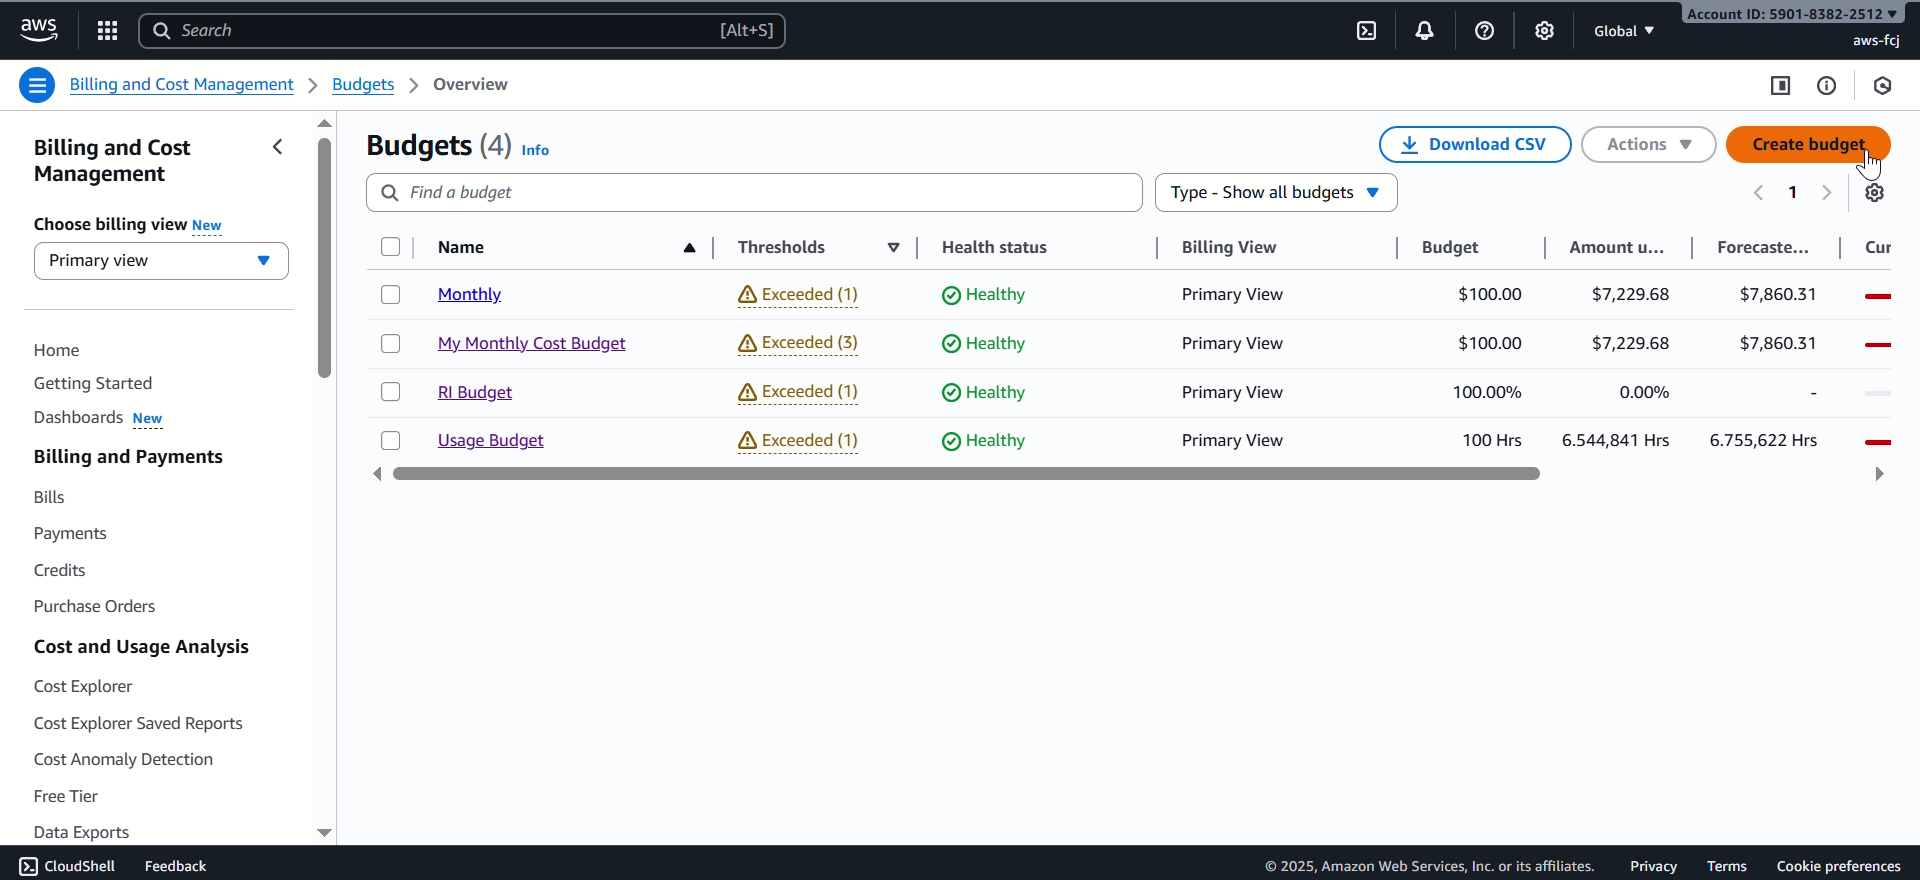 aws
Search
[Alt+S]
Global
Account ID: 5901-8382-2512
aws-fcj
Billing and Cost Management
Budgets
Overview
Billing and Cost
Management
Choose billing view New
Primary view
Home
Getting Started
Dashboards New
Billing and Payments
Bills
Payments
Credits
Purchase Orders
Cost and Usage Analysis
Cost Explorer
Cost Explorer Saved Reports
Cost Anomaly Detection
Free Tier
Data Exports
Budgets (4) Info
Download CSV
Actions
Create budget
Find a budget
Type - Show all budgets
1
Name Thresholds Health status Billing View Budget Amount u... Forecaste... Cur
Monthly Exceeded (1) Healthy Primary View $100.00 $7,229.68 $7,860.31
My Monthly Cost Budget Exceeded (3) Healthy Primary View $100.00 $7,229.68 $7,860.31
RI Budget Exceeded (1) Healthy Primary View 100.00% 0.00% -
Usage Budget Exceeded (1) Healthy Primary View 100 Hrs 6.544,841 Hrs 6.755,622 Hrs
CloudShell Feedback © 2025, Amazon Web Services, Inc. or its affiliates. Privacy Terms Cookie preferences